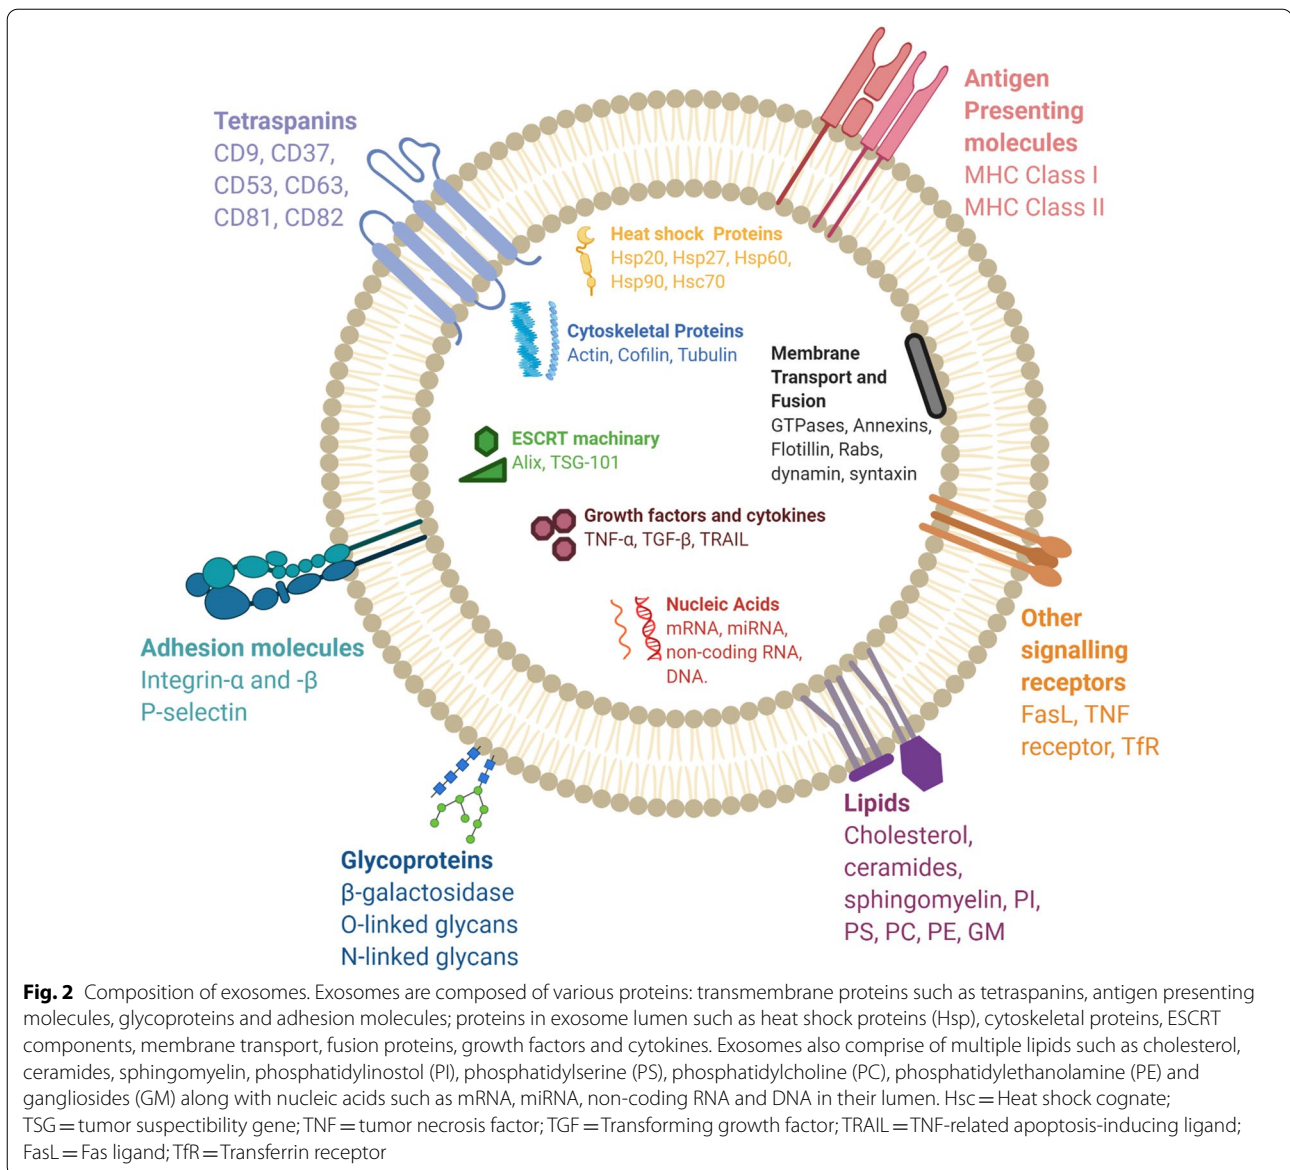 Tetraspanins
CD9, CD37,
CD53, CD63,
CD81, CD82
Antigen
Presenting
molecules
MHC Class I
MHC Class II
Heat shock Proteins
Hsp20, Hsp27, Hsp60,
Hsp90, Hsc70
Cytoskeletal Proteins
Actin, Cofilin, Tubulin
Membrane
Transport and
Fusion
GTPases, Annexins,
Flotillin, Rabs,
dynamin, syntaxin
ESCRT machinary
Alix, TSG-101
Growth factors and cytokines
TNF-α, TGF-β, TRAIL
Nucleic Acids
mRNA, miRNA,
non-coding RNA,
DNA.
Adhesion molecules
Integrin-α and -β
P-selectin
Other
signalling
receptors
FasL, TNF
receptor, TfR
Lipids
Cholesterol,
ceramides,
sphingomyelin, PI,
PS, PC, PE, GM
Glycoproteins
β-galactosidase
O-linked glycans
N-linked glycans
Fig. 2 Composition of exosomes. Exosomes are composed of various proteins: transmembrane proteins such as tetraspanins, antigen presenting
molecules, glycoproteins and adhesion molecules; proteins in exosome lumen such as heat shock proteins (Hsp), cytoskeletal proteins, ESCRT
components, membrane transport, fusion proteins, growth factors and cytokines. Exosomes also comprise of multiple lipids such as cholesterol,
ceramides, sphingomyelin, phosphatidylinostol (PI), phosphatidylserine (PS), phosphatidylcholine (PC), phosphatidylethanolamine (PE) and
gangliosides (GM) along with nucleic acids such as mRNA, miRNA, non-coding RNA and DNA in their lumen. Hsc = Heat shock cognate;
TSG = tumor suspectibility gene; TNF = tumor necrosis factor; TGF = Transforming growth factor; TRAIL = TNF-related apoptosis-inducing ligand;
FasL = Fas ligand; TfR = Transferrin receptor